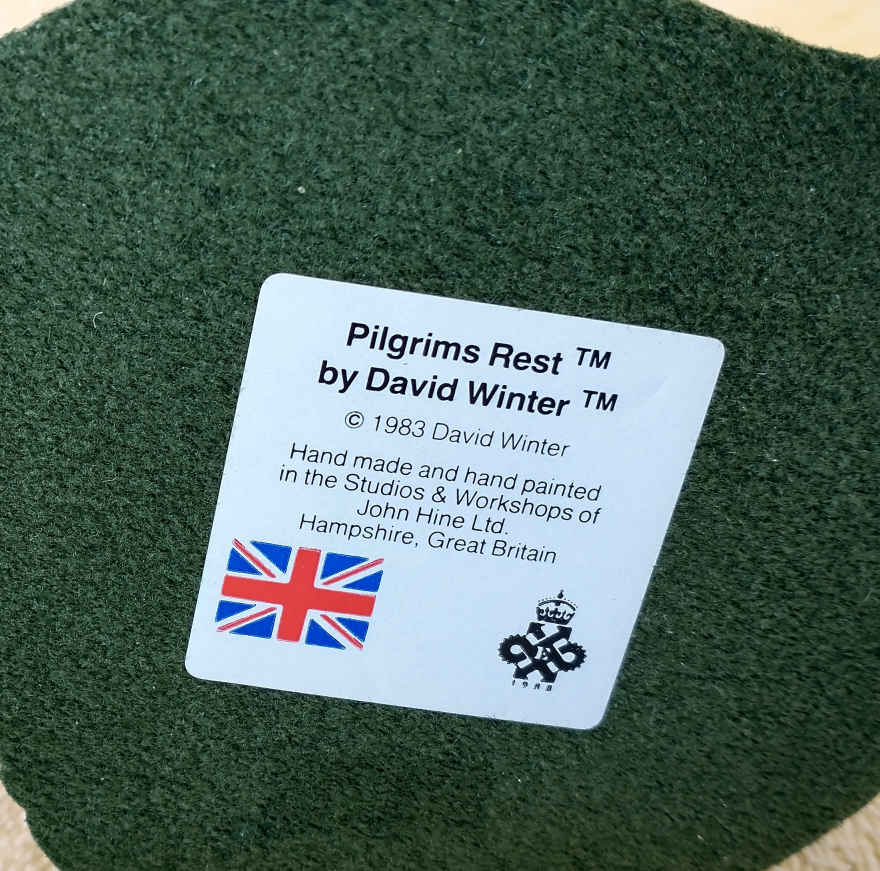 Pilgrims Rest ™
by David Winter ™
© 1983 David Winter
Hand made and hand painted
in the Studios & Workshops of
John Hine Ltd.
Hampshire, Great Britain
E
1988